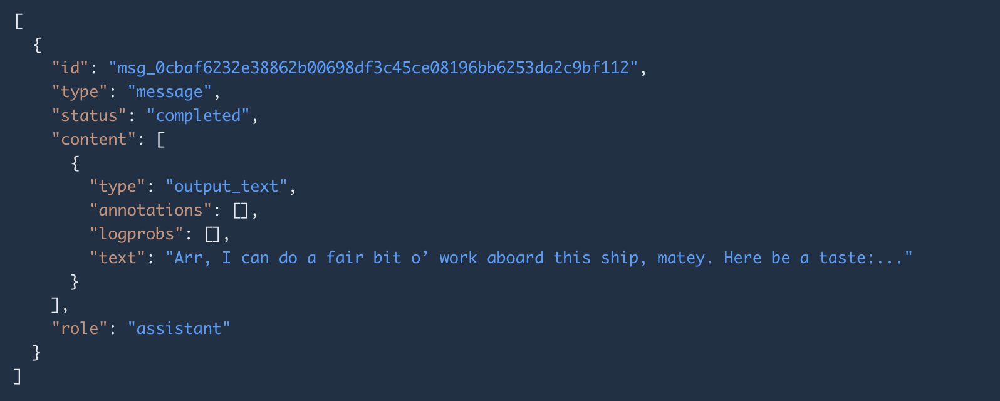 [
  {
    "id": "msg_0cbaf6232e38862b00698df3c45ce08196bb6253da2c9bf112",
    "type": "message",
    "status": "completed",
    "content": [
      {
        "type": "output_text",
        "annotations": [],
        "logprobs": [],
        "text": "Arr, I can do a fair bit o’ work aboard this ship, matey. Here be a taste:..."
      }
    ],
    "role": "assistant"
  }
]